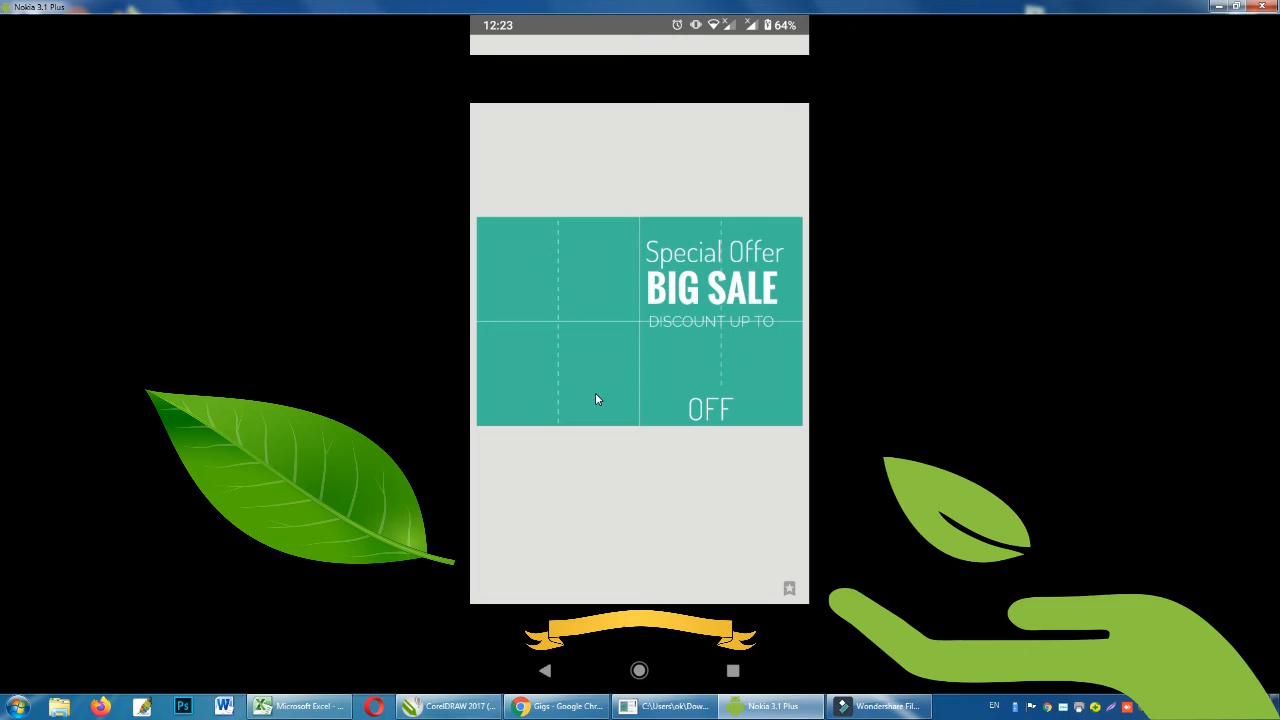 Nokia 3.1 Plus
12:23
64%
Special Offer
BIG SALE
DISCOUNT UP TO
OFF
Microsoft Excel - ...
CorelDRAW 2017 (...
Gigs - Google Chr...
C:\Users\ok\Dow...
Nokia 3.1 Plus
Wondershare Fil...
EN